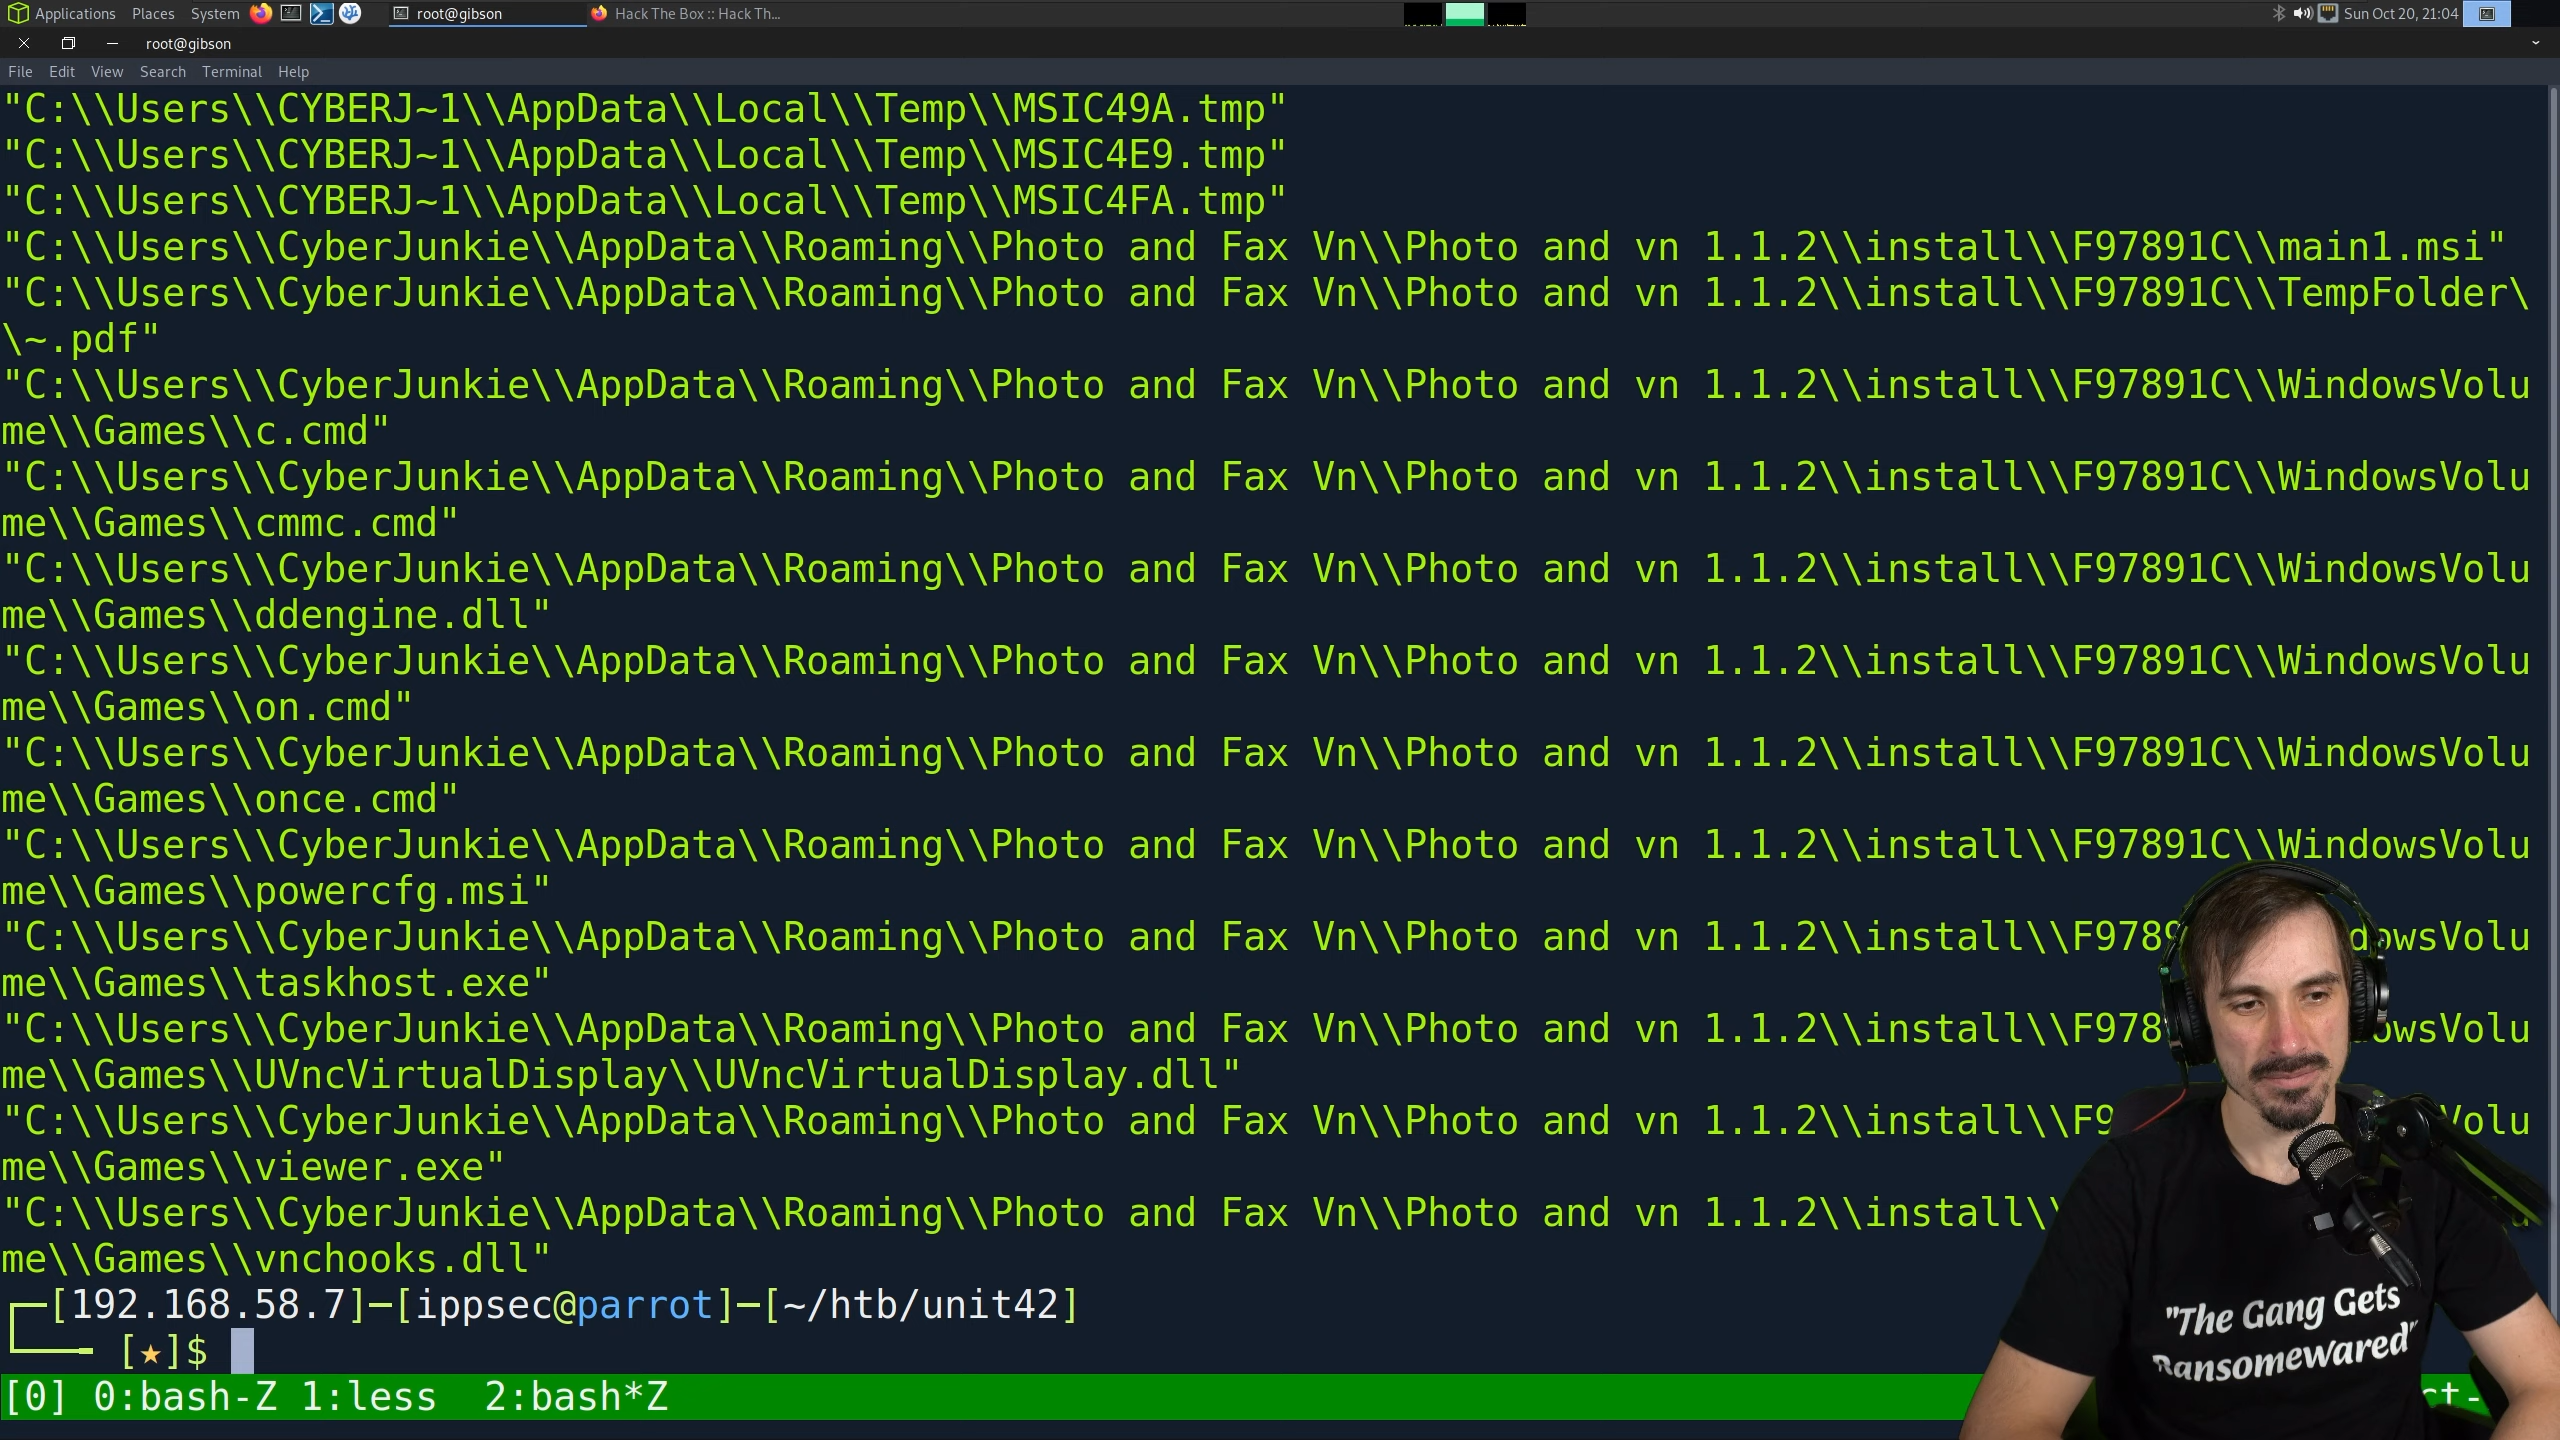 Applications Places System root@gibson Hack The Box :: Hack Th... Sun Oct 20, 21:04
root@gibson
File Edit View Search Terminal Help
"C:\\Users\\CYBERJ~1\\AppData\\Local\\Temp\\MSIC49A.tmp"
"C:\\Users\\CYBERJ~1\\AppData\\Local\\Temp\\MSIC4E9.tmp"
"C:\\Users\\CYBERJ~1\\AppData\\Local\\Temp\\MSIC4FA.tmp"
"C:\\Users\\CyberJunkie\\AppData\\Roaming\\Photo and Fax Vn\\Photo and vn 1.1.2\\install\\F97891C\\main1.msi"
"C:\\Users\\CyberJunkie\\AppData\\Roaming\\Photo and Fax Vn\\Photo and vn 1.1.2\\install\\F97891C\\TempFolder\
\~.pdf"
"C:\\Users\\CyberJunkie\\AppData\\Roaming\\Photo and Fax Vn\\Photo and vn 1.1.2\\install\\F97891C\\WindowsVolu
me\\Games\\c.cmd"
"C:\\Users\\CyberJunkie\\AppData\\Roaming\\Photo and Fax Vn\\Photo and vn 1.1.2\\install\\F97891C\\WindowsVolu
me\\Games\\cmmc.cmd"
"C:\\Users\\CyberJunkie\\AppData\\Roaming\\Photo and Fax Vn\\Photo and vn 1.1.2\\install\\F97891C\\WindowsVolu
me\\Games\\ddengine.dll"
"C:\\Users\\CyberJunkie\\AppData\\Roaming\\Photo and Fax Vn\\Photo and vn 1.1.2\\install\\F97891C\\WindowsVolu
me\\Games\\on.cmd"
"C:\\Users\\CyberJunkie\\AppData\\Roaming\\Photo and Fax Vn\\Photo and vn 1.1.2\\install\\F97891C\\WindowsVolu
me\\Games\\once.cmd"
"C:\\Users\\CyberJunkie\\AppData\\Roaming\\Photo and Fax Vn\\Photo and vn 1.1.2\\install\\F97891C\\WindowsVolu
me\\Games\\powercfg.msi"
"C:\\Users\\CyberJunkie\\AppData\\Roaming\\Photo and Fax Vn\\Photo and vn 1.1.2\\install\\F978 dowsVolu
me\\Games\\taskhost.exe"
"C:\\Users\\CyberJunkie\\AppData\\Roaming\\Photo and Fax Vn\\Photo and vn 1.1.2\\install\\F978 owsVolu
me\\Games\\UVncVirtualDisplay\\UVncVirtualDisplay.dll"
"C:\\Users\\CyberJunkie\\AppData\\Roaming\\Photo and Fax Vn\\Photo and vn 1.1.2\\install\\F9 Volu
me\\Games\\viewer.exe"
"C:\\Users\\CyberJunkie\\AppData\\Roaming\\Photo and Fax Vn\\Photo and vn 1.1.2\\install\\ u
me\\Games\\vnchooks.dll"
[192.168.58.7]-[ippsec@parrot]-[~/htb/unit42]
[★]$
[0] 0:bash-Z 1:less 2:bash*Z ct-
"The Gang Gets
Ransomewared"